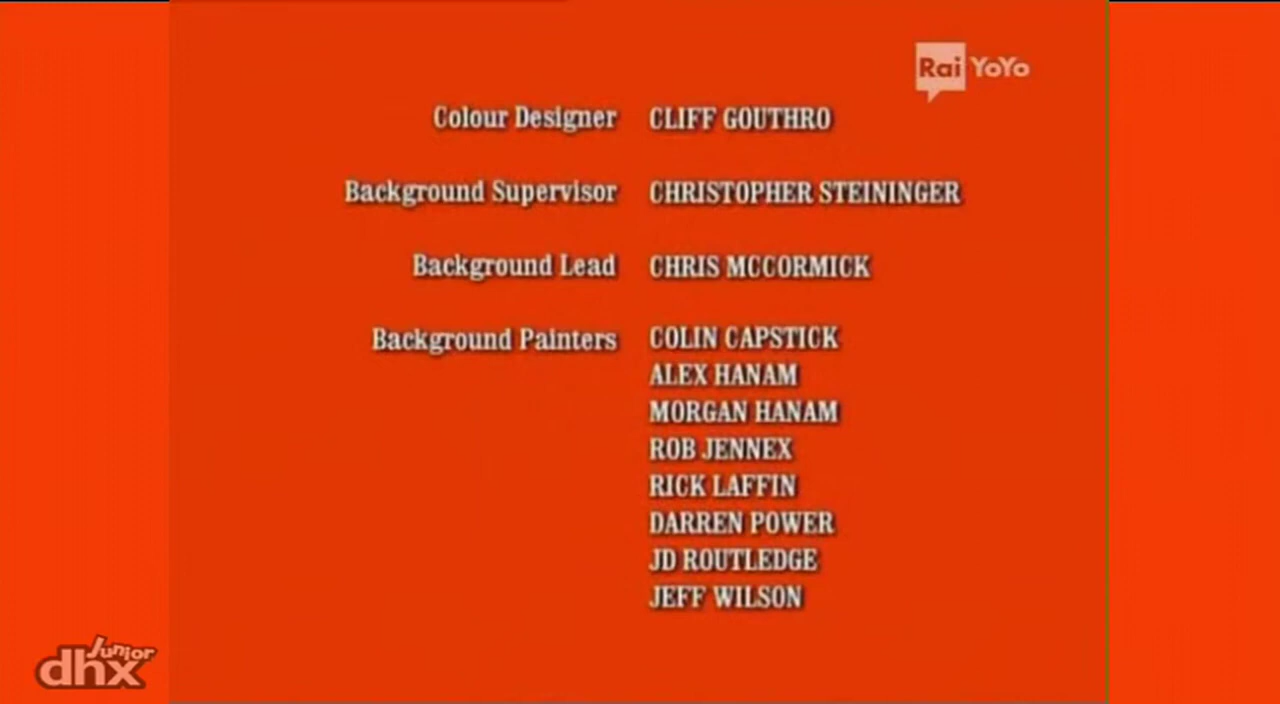 Rai YoYo
Colour Designer CLIFF GOUTHRO
Background Supervisor CHRISTOPHER STEININGER
Background Lead CHRIS MCCORMICK
Background Painters COLIN CAPSTICK
ALEX HANAM
MORGAN HANAM
ROB JENNEX
RICK LAFFIN
DARREN POWER
JD ROUTLEDGE
JEFF WILSON
dhx Junior